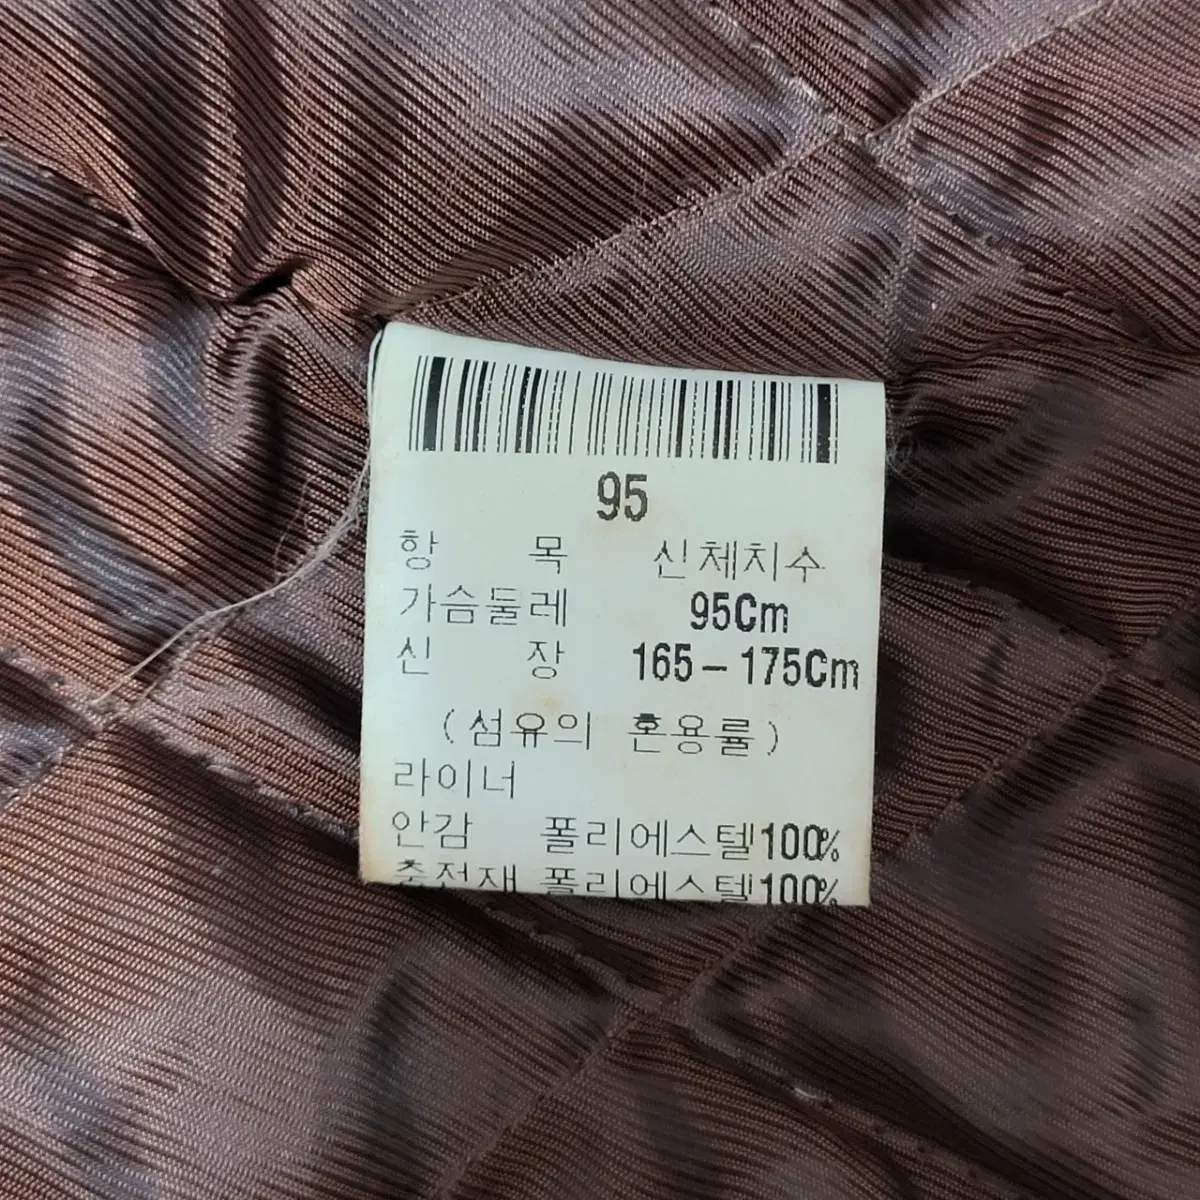 95
항 목 신체치수
가슴둘레 95Cm
신 장 165-175Cm
(섬유의 혼용률)
라이너
안감 폴리에스텔100%
충전재 폴리에스텔100%